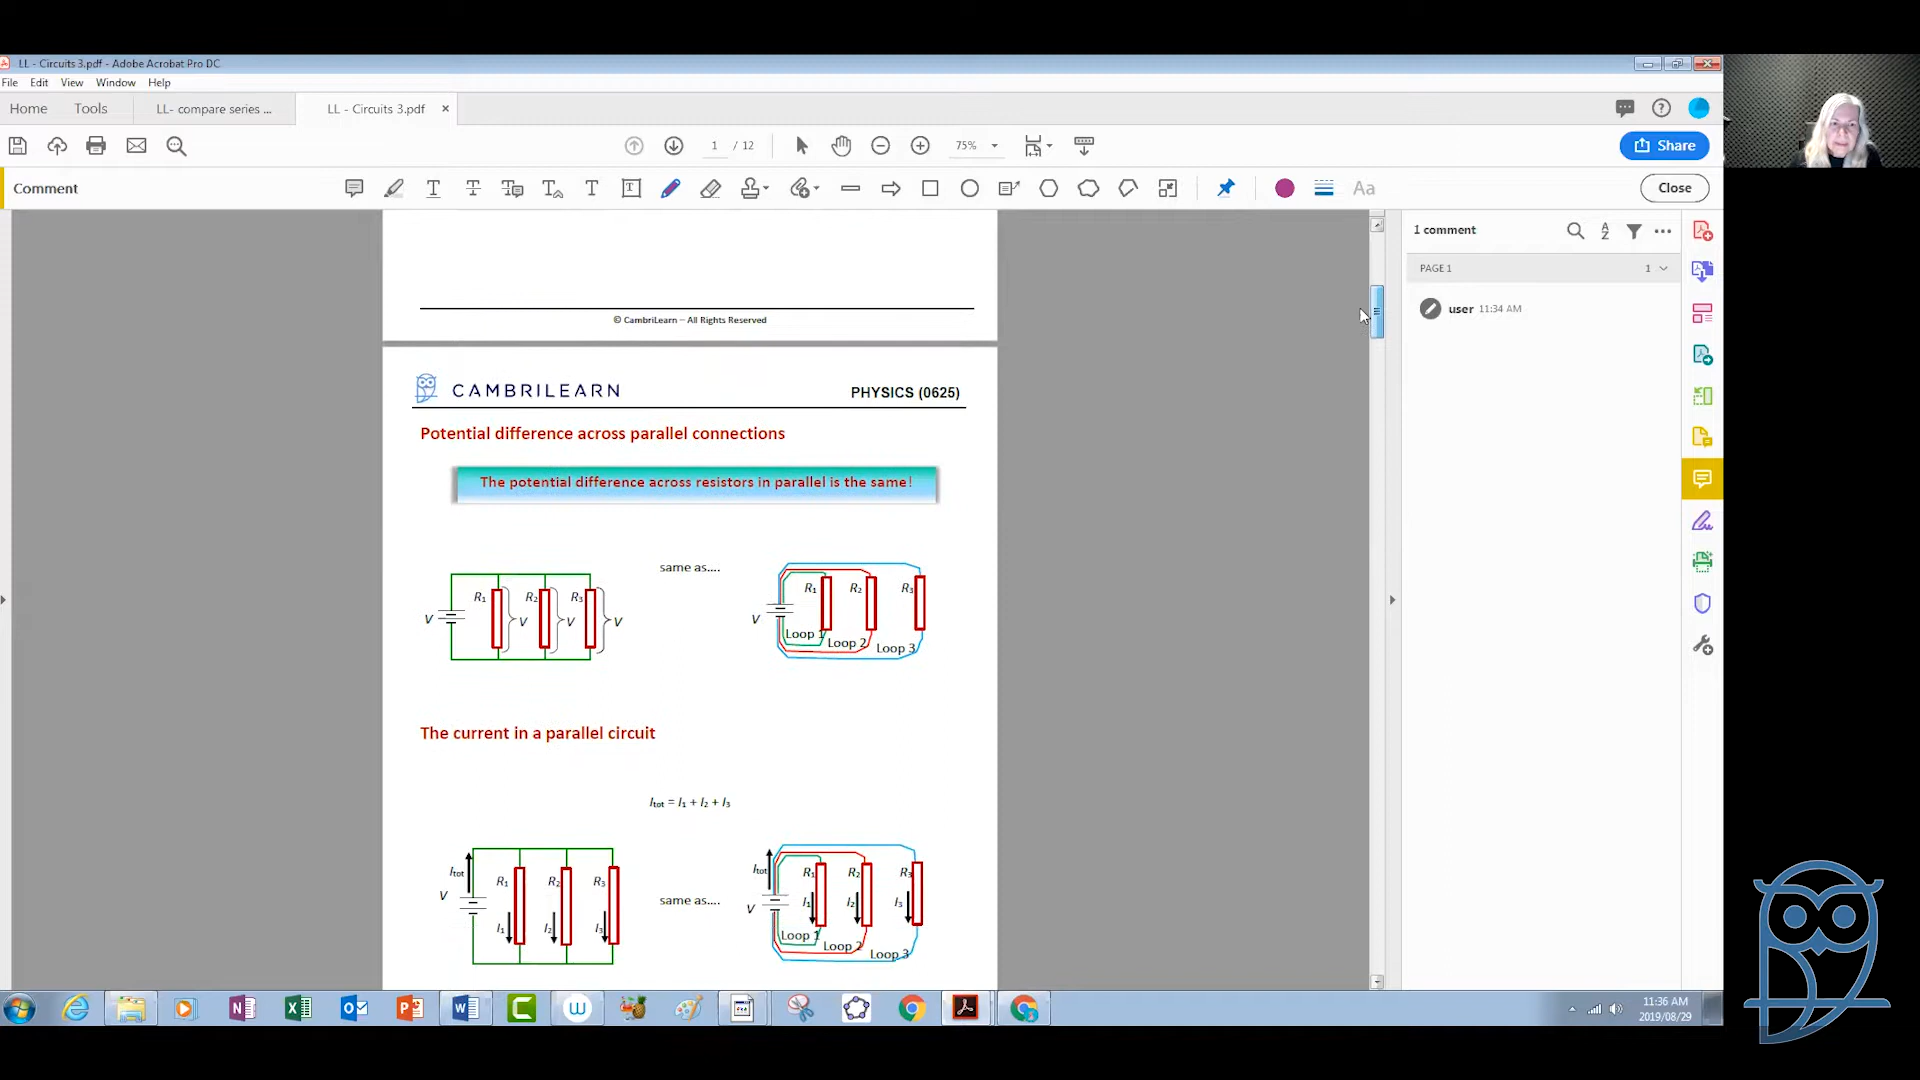 LL - Circuits 3.pdf - Adobe Acrobat Pro DC
File Edit View Window Help
Home Tools LL- compare series ... LL - Circuits 3.pdf ×
1 / 12 75% Share
Comment Aa Close
1 comment
PAGE 1 1
user 11:34 AM
© CambriLearn – All Rights Reserved
CAMBRILEARN PHYSICS (0625)
Potential difference across parallel connections
The potential difference across resistors in parallel is the same!
same as....
V R1 V R2 V R3 V
V R1 R2 R3
Loop 1 Loop 2 Loop 3
The current in a parallel circuit
Itot = I1 + I2 + I3
Itot R1 R2 R3
V I1 I2 I3
same as....
Itot R1 R2 R3
V I1 I2 I3
Loop 1 Loop 2 Loop 3
11:36 AM
2019/08/29